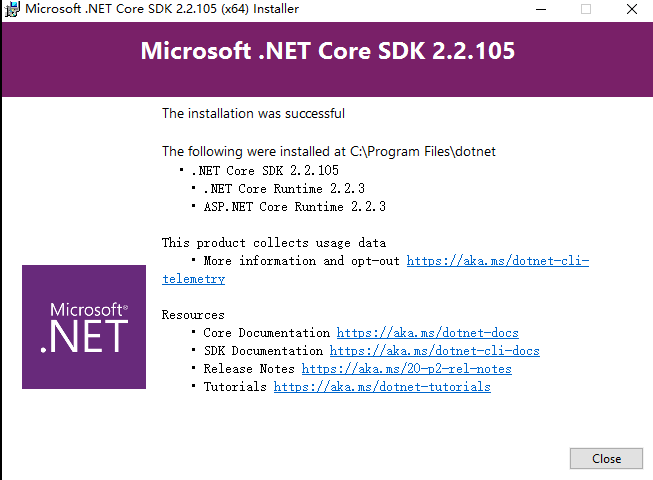 Microsoft .NET Core SDK 2.2.105 (x64) Installer
Microsoft .NET Core SDK 2.2.105
The installation was successful
The following were installed at C:\Program Files\dotnet
• .NET Core SDK 2.2.105
• .NET Core Runtime 2.2.3
• ASP.NET Core Runtime 2.2.3
This product collects usage data
• More information and opt-out https://aka.ms/dotnet-cli-
telemetry
Resources
• Core Documentation https://aka.ms/dotnet-docs
• SDK Documentation https://aka.ms/dotnet-cli-docs
• Release Notes https://aka.ms/20-p2-rel-notes
• Tutorials https://aka.ms/dotnet-tutorials
Microsoft®
.NET
Close